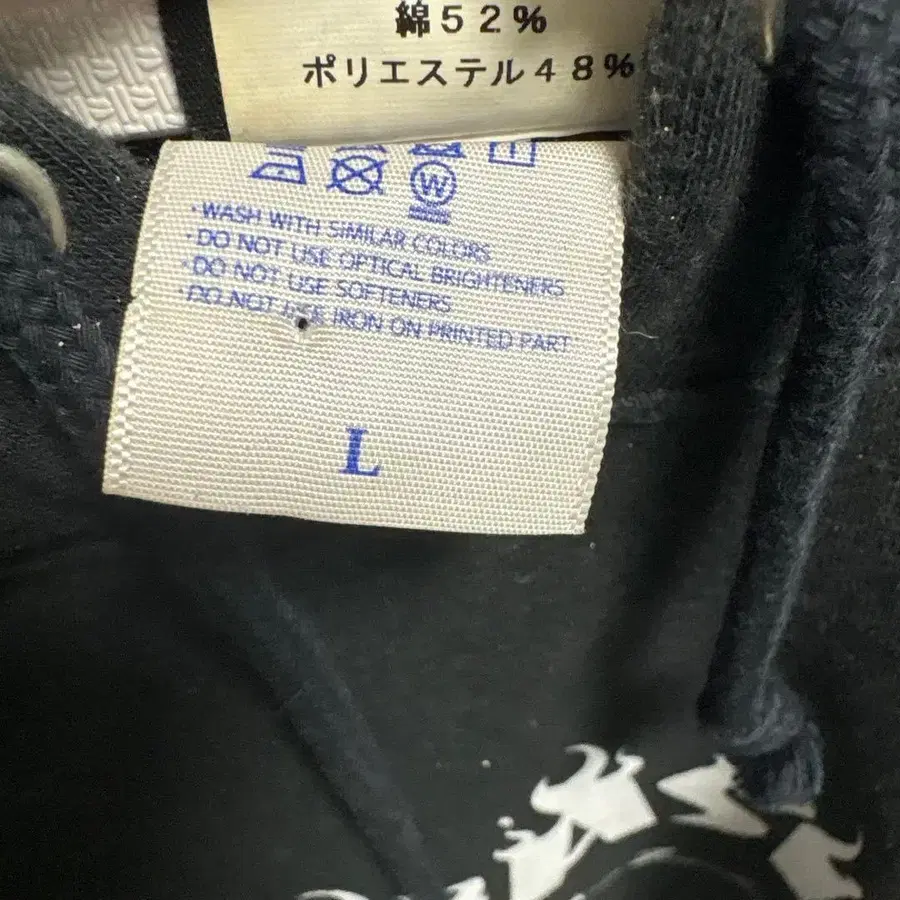 綿52%
ポリエステル48%
W
·WASH WITH SIMILAR COLORS
·DO NOT USE OPTICAL BRIGHTENERS
·DO NOT USE SOFTENERS
·DO NOT USE IRON ON PRINTED PART
L